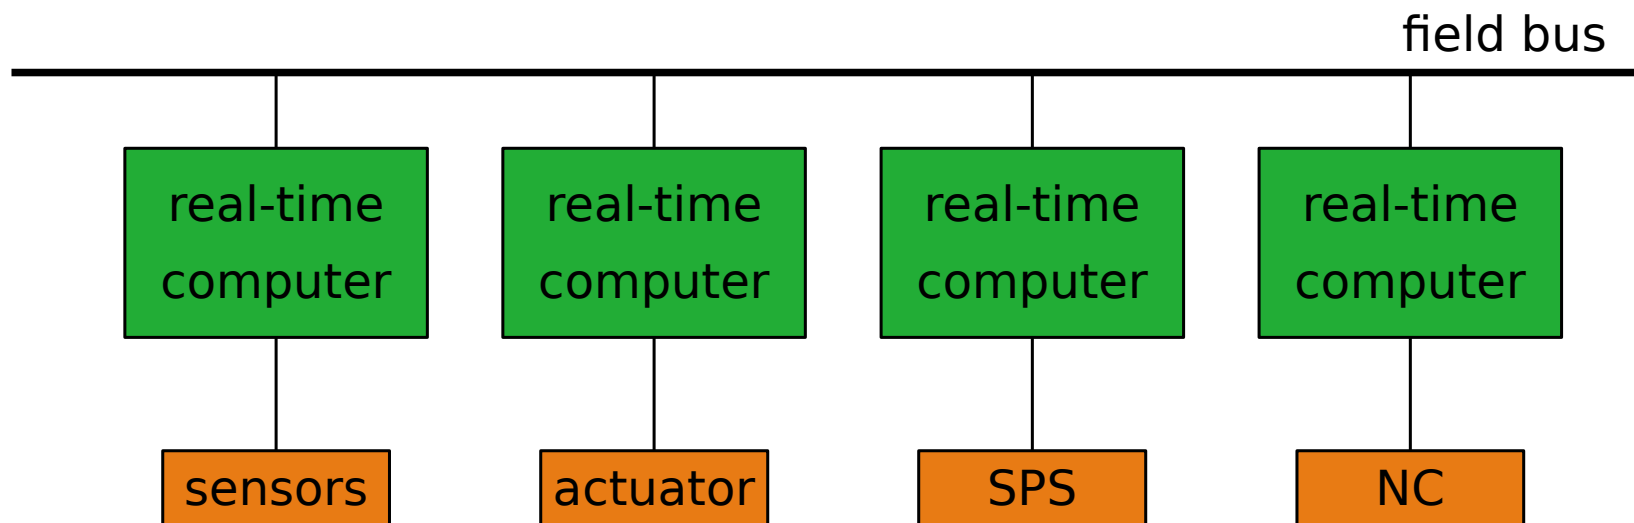 field bus
real-time
computer
real-time
computer
real-time
computer
real-time
computer
sensors
actuator
SPS
NC